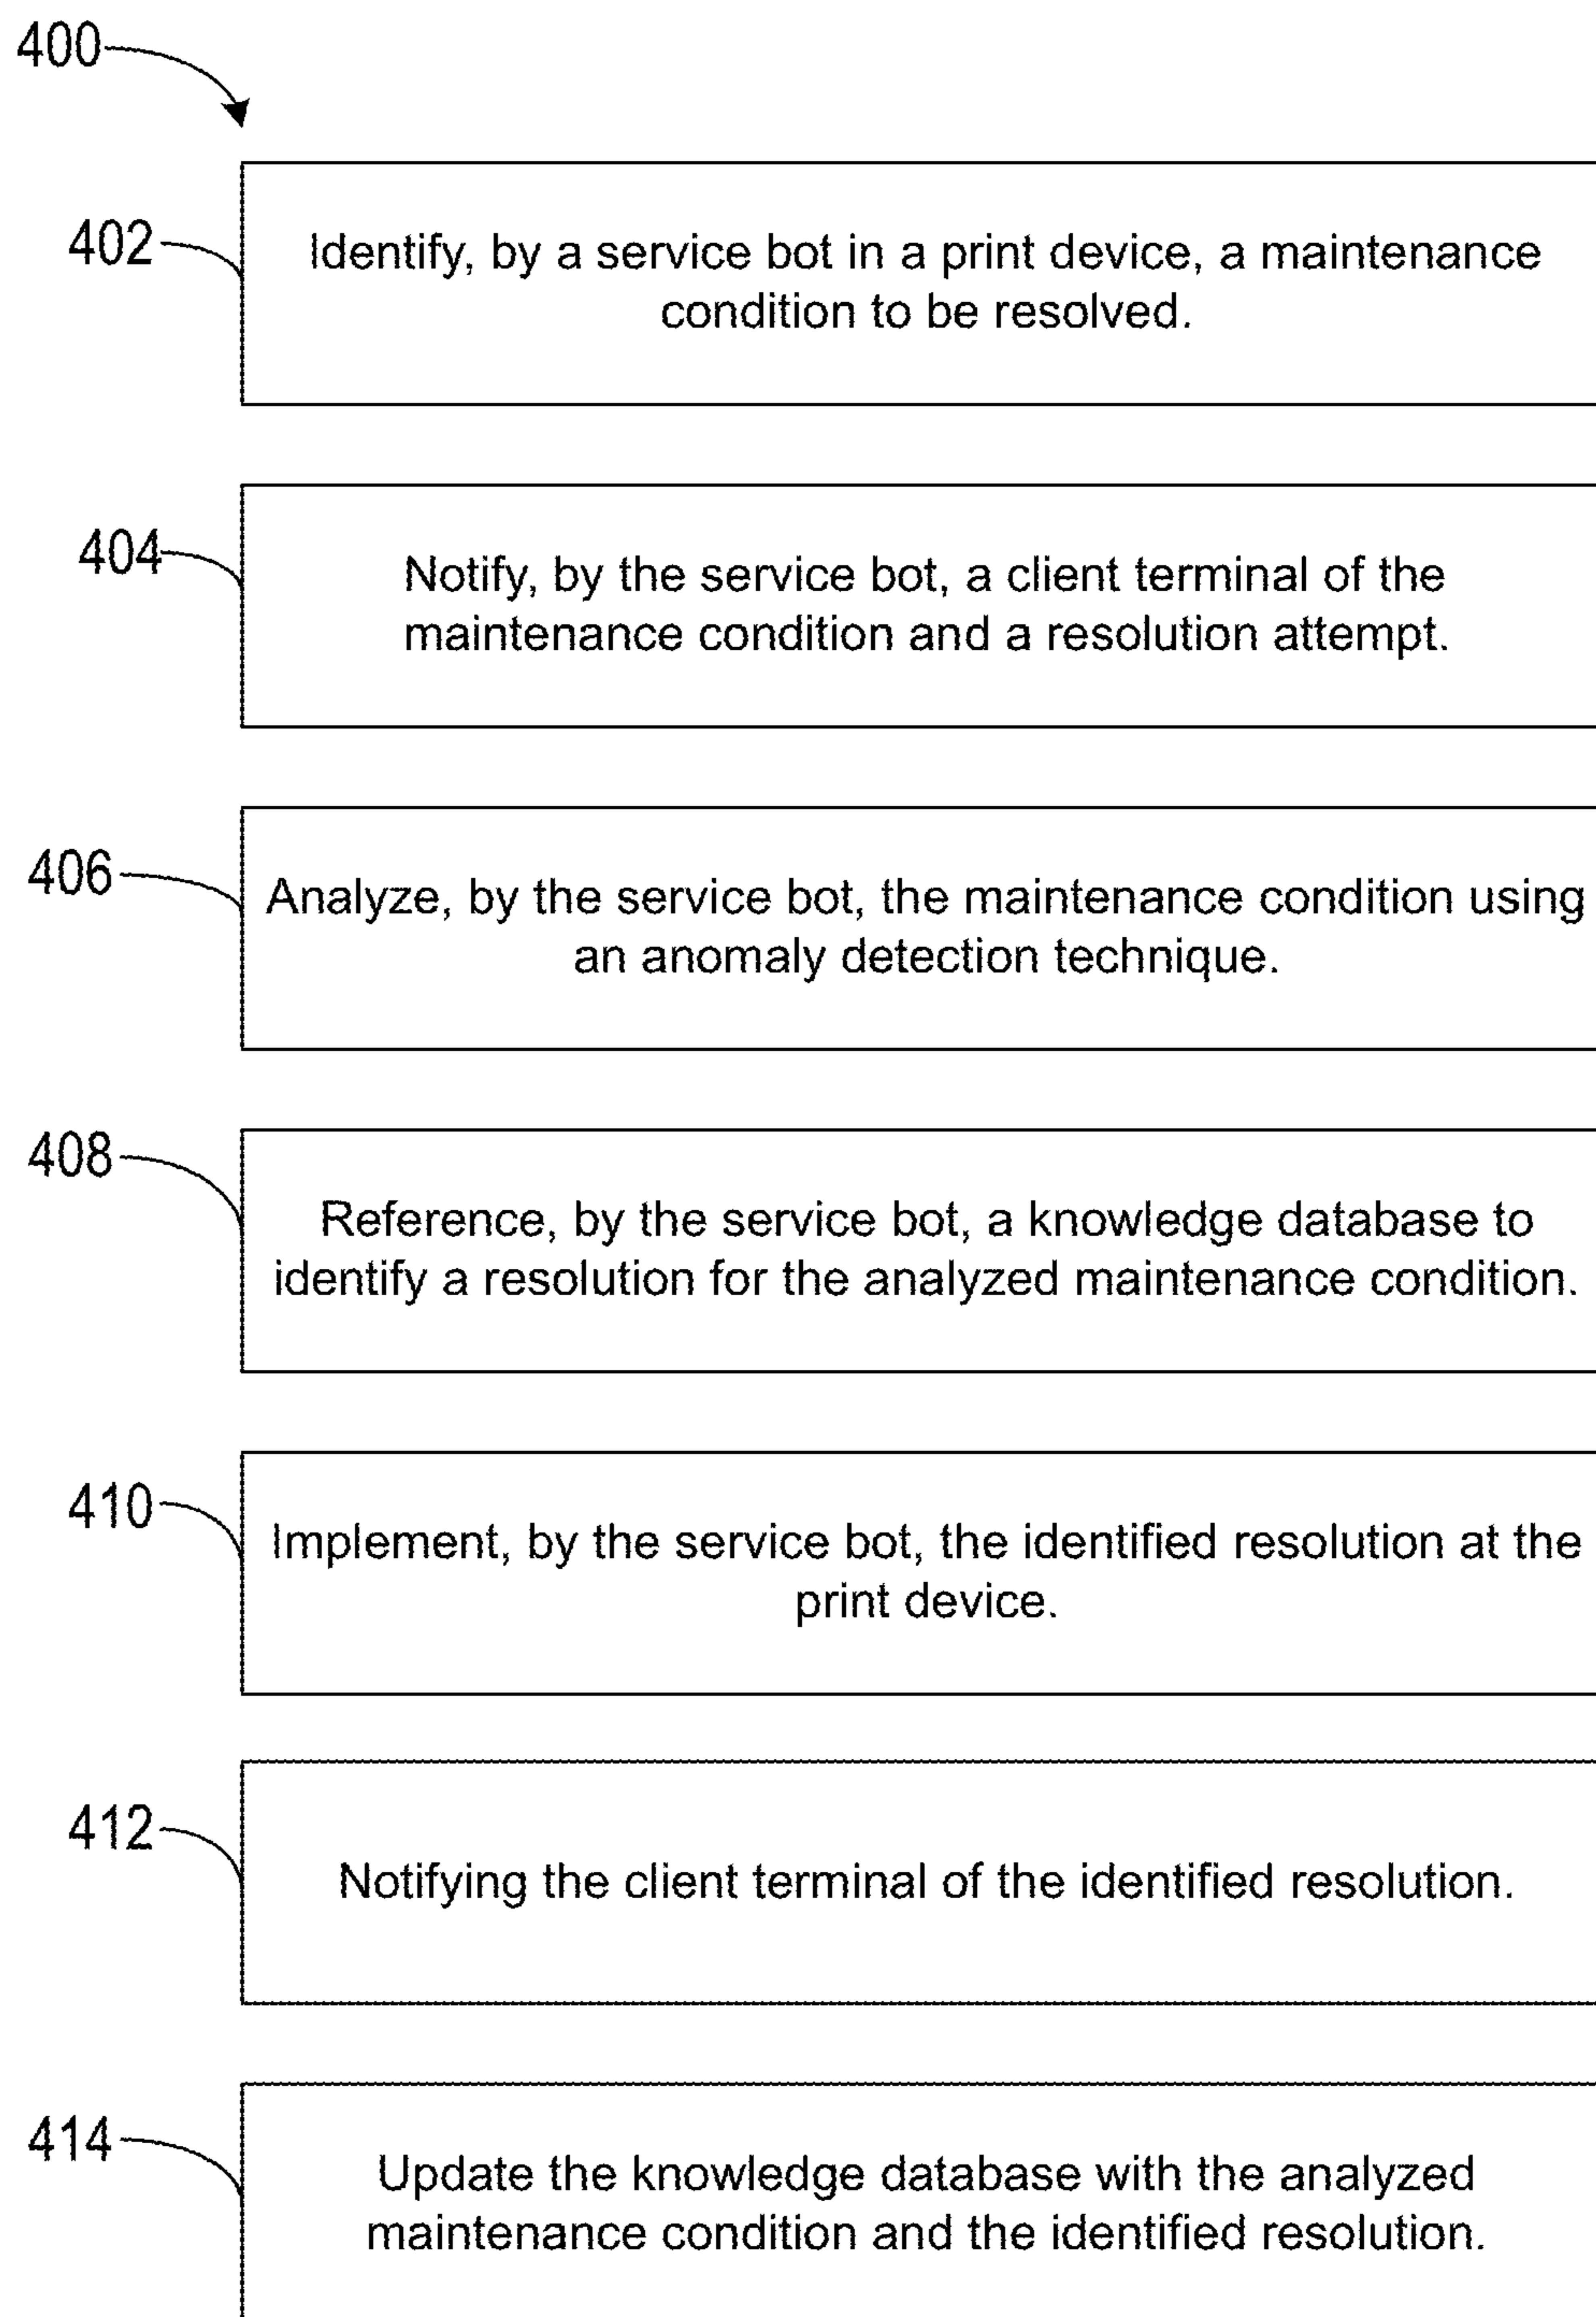 400
402
Identify, by a service bot in a print device, a maintenance
condition to be resolved.
404
Notify, by the service bot, a client terminal of the
maintenance condition and a resolution attempt.
406
Analyze, by the service bot, the maintenance condition using
an anomaly detection technique.
408
Reference, by the service bot, a knowledge database to
identify a resolution for the analyzed maintenance condition.
410
Implement, by the service bot, the identified resolution at the
print device.
412
Notifying the client terminal of the identified resolution.
414
Update the knowledge database with the analyzed
maintenance condition and the identified resolution.